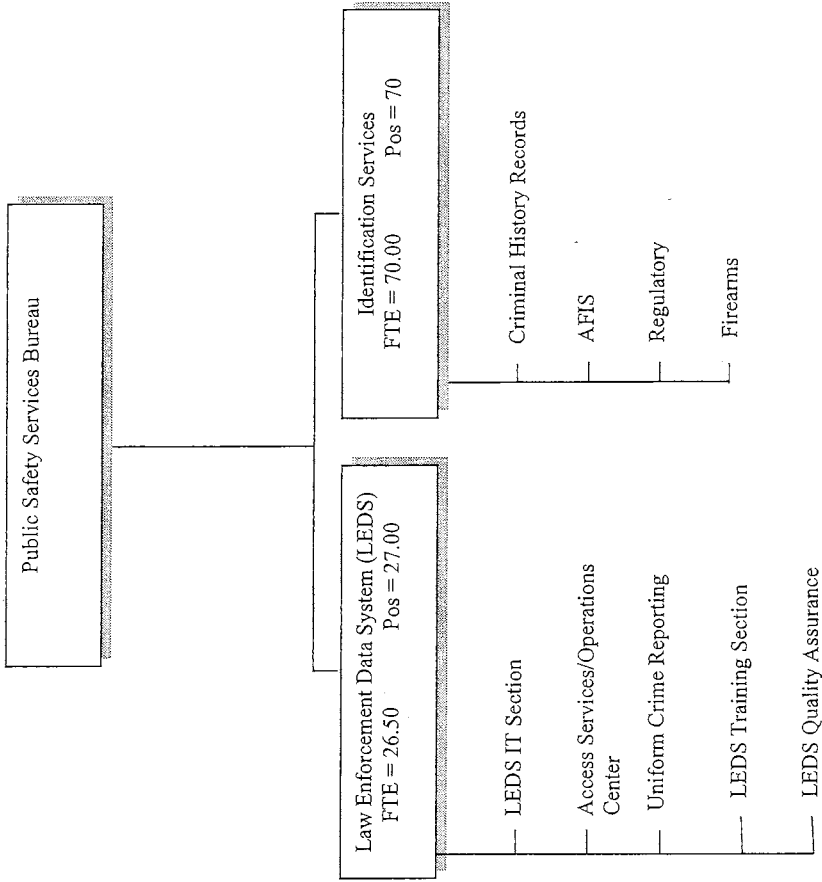 Public Safety Services Bureau
Law Enforcement Data System (LEDS)
FTE = 26.50 Pos = 27.00
LEDS IT Section
Access Services/Operations
Center
Uniform Crime Reporting
LEDS Training Section
LEDS Quality Assurance
Identification Services
FTE = 70.00 Pos = 70
Criminal History Records
AFIS
Regulatory
Firearms